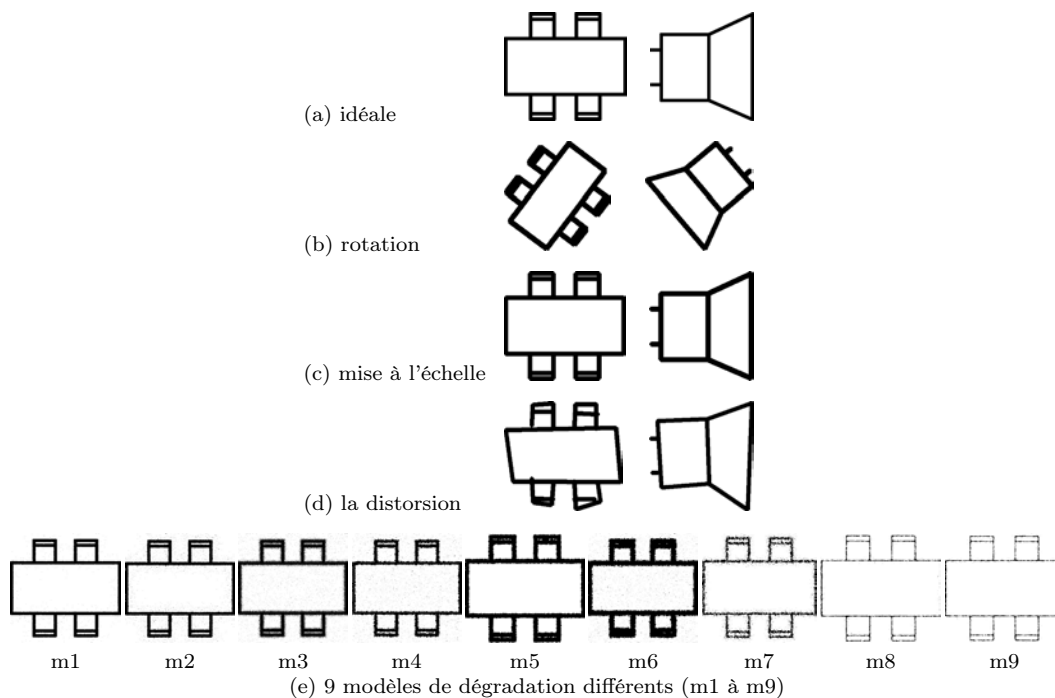 (a) idéale
(b) rotation
(c) mise à l'échelle
(d) la distorsion
m1 m2 m3 m4 m5 m6 m7 m8 m9
(e) 9 modèles de dégradation différents (m1 à m9)